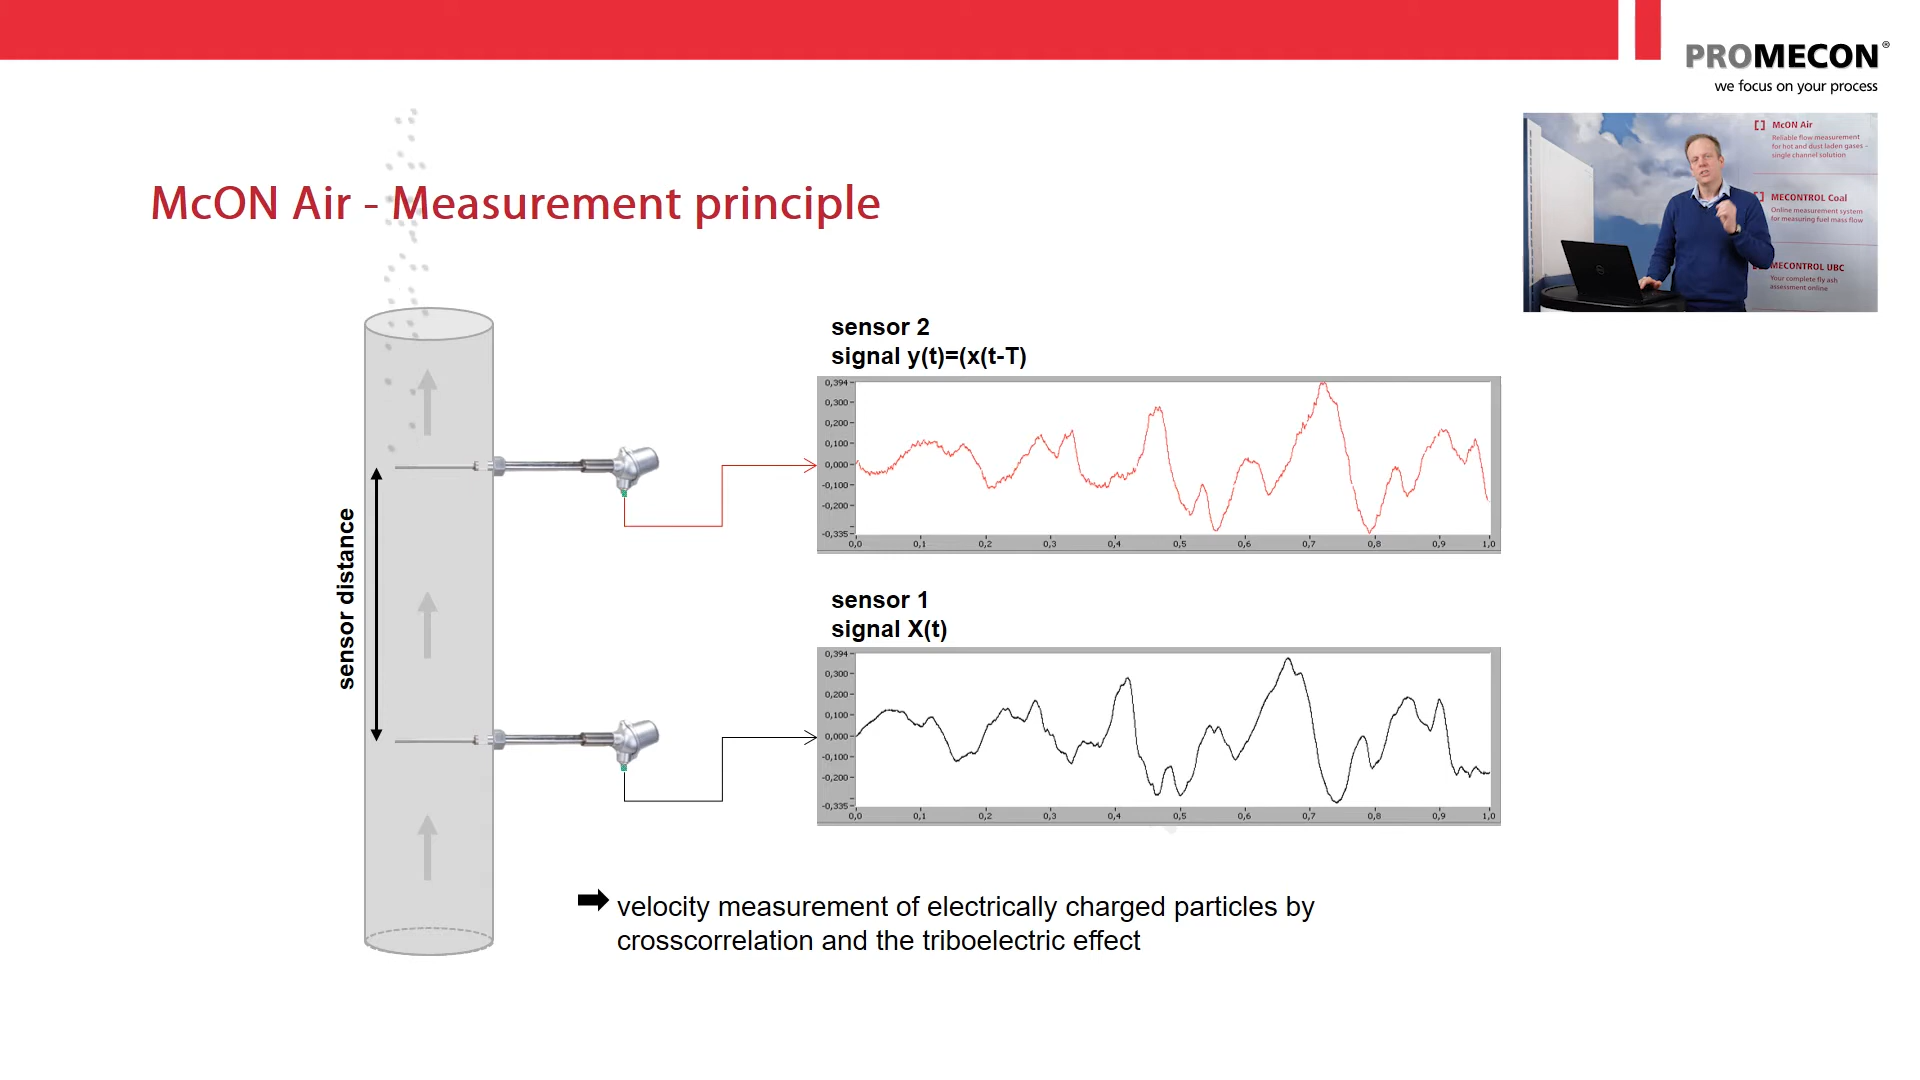 PROMECON®
we focus on your process
McON Air
Reliable flow measurement
for hot and dust laden gases -
single channel solution
MECONTROL Coal
Online measurement system
for measuring fuel mass flow
MECONTROL UBC
Your complete fly ash
assessment online
McON Air - Measurement principle
sensor 2
signal y(t)=(x(t-T)
0,394
0,300
0,200
0,100
0,000
-0,100
-0,200
-0,335
0,0 0,1 0,2 0,3 0,4 0,5 0,6 0,7 0,8 0,9 1,0
sensor distance
sensor 1
signal X(t)
0,394
0,300
0,200
0,100
0,000
-0,100
-0,200
-0,335
0,0 0,1 0,2 0,3 0,4 0,5 0,6 0,7 0,8 0,9 1,0
velocity measurement of electrically charged particles by
crosscorrelation and the triboelectric effect